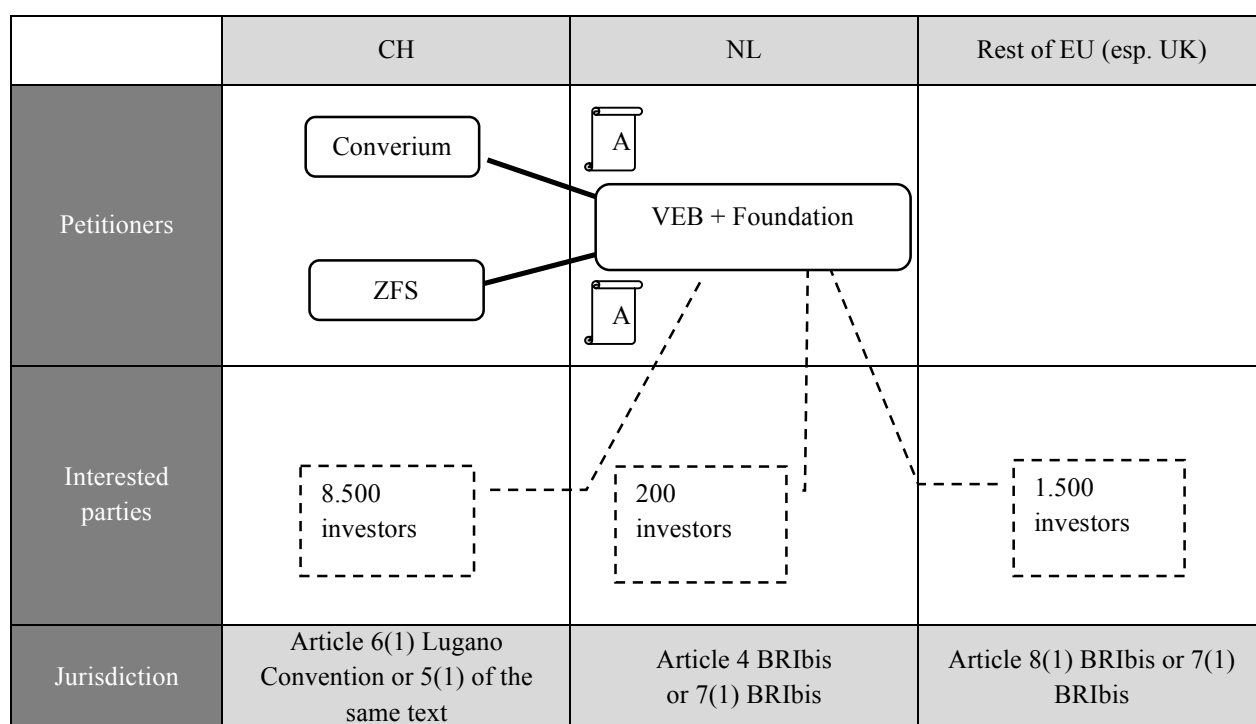 CH
NL
Rest of EU (esp. UK)
Petitioners
Converium
A
VEB + Foundation
ZFS
A
Interested
parties
8.500
investors
200
investors
1.500
investors
Jurisdiction
Article 6(1) Lugano
Convention or 5(1) of the
same text
Article 4 BRIbis
or 7(1) BRIbis
Article 8(1) BRIbis or 7(1)
BRIbis